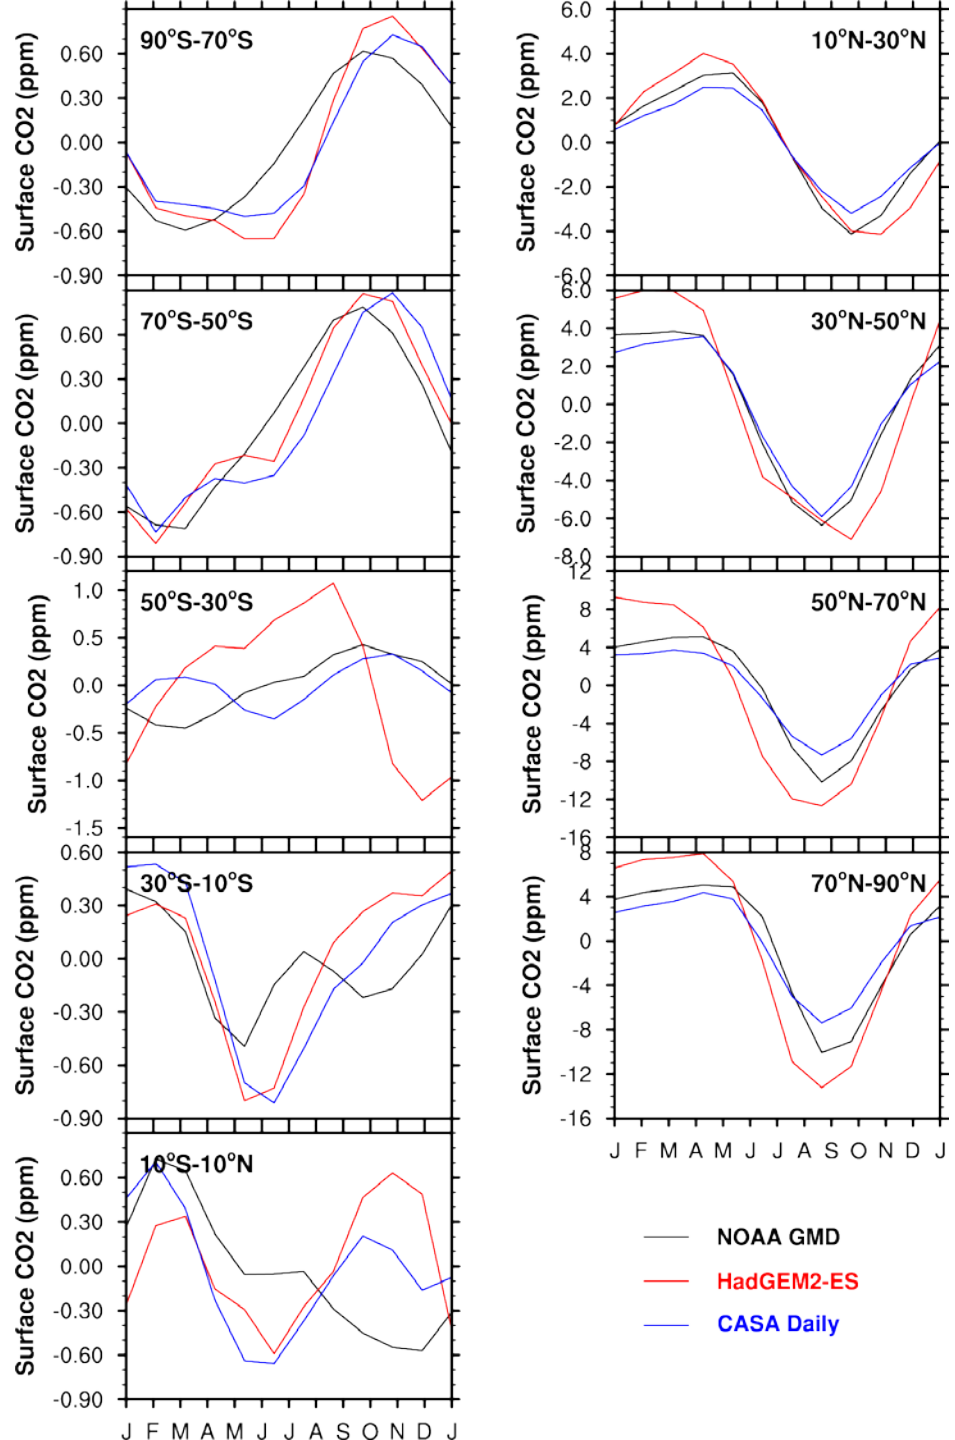 90°S-70°S
Surface CO2 (ppm)
0.60
0.30
0.00
-0.30
-0.60
-0.90
70°S-50°S
Surface CO2 (ppm)
0.60
0.30
0.00
-0.30
-0.60
-0.90
50°S-30°S
Surface CO2 (ppm)
1.0
0.5
0.0
-0.5
-1.0
-1.5
30°S-10°S
Surface CO2 (ppm)
0.60
0.30
0.00
-0.30
-0.60
-0.90
10°S-10°N
Surface CO2 (ppm)
0.60
0.30
0.00
-0.30
-0.60
-0.90
J F M A M J J A S O N D J
10°N-30°N
Surface CO2 (ppm)
6.0
4.0
2.0
0.0
-2.0
-4.0
-6.0
30°N-50°N
Surface CO2 (ppm)
6.0
4.0
2.0
0.0
-2.0
-4.0
-6.0
-8.0
50°N-70°N
Surface CO2 (ppm)
12
8
4
0
-4
-8
-12
-16
70°N-90°N
Surface CO2 (ppm)
8
4
0
-4
-8
-12
-16
J F M A M J J A S O N D J
NOAA GMD
HadGEM2-ES
CASA Daily